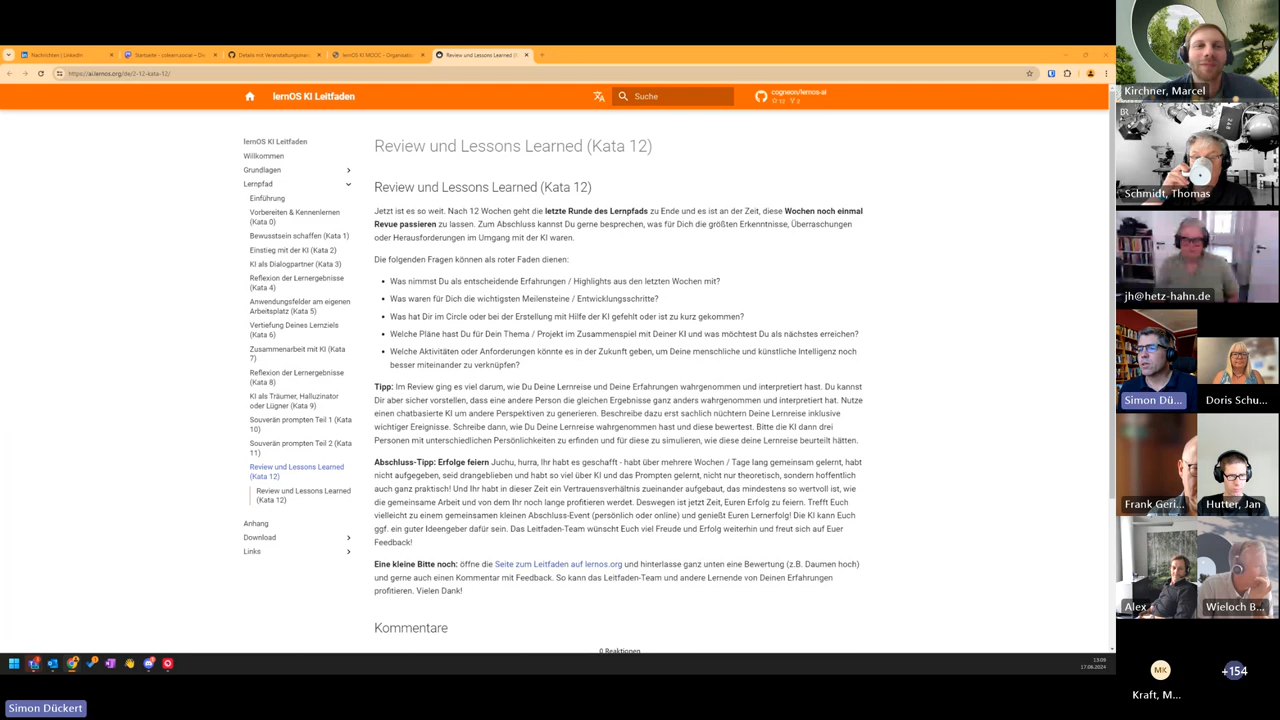 Nachrichten | LinkedIn
Details mit Veranstaltungsrea
lernOS KI MOOC – Organisatio
Review und Lessons Learned (
https://ai.lernos.org/de/2-12-kata-12/
lernOS KI Leitfaden
Suche
cogneon/lernos-ai
lernOS KI Leitfaden
Willkommen
Grundlagen
Lernpfad
Einführung
Vorbereiten & Kennenlernen
(Kata 0)
Bewusstsein schaffen (Kata 1)
Einstieg mit der KI (Kata 2)
KI als Dialogpartner (Kata 3)
Reflexion der Lernergebnisse
(Kata 4)
Anwendungsfelder am eigenen
Arbeitsplatz (Kata 5)
Vertiefung Deines Lernziels
(Kata 6)
Zusammenarbeit mit KI (Kata
7)
Reflexion der Lernergebnisse
(Kata 8)
KI als Träumer, Halluzinator
oder Lügner (Kata 9)
Souverän prompten Teil 1 (Kata
10)
Souverän prompten Teil 2 (Kata
11)
Review und Lessons Learned
(Kata 12)
Review und Lessons Learned
(Kata 12)
Anhang
Download
Links
Review und Lessons Learned (Kata 12)
Review und Lessons Learned (Kata 12)
Jetzt ist es so weit. Nach 12 Wochen geht die letzte Runde des Lernpfads zu Ende und es ist an der Zeit, diese Wochen noch einmal
Revue passieren zu lassen. Zum Abschluss kannst Du gerne besprechen, was für Dich die größten Erkenntnisse, Überraschungen
oder Herausforderungen im Umgang mit der KI waren.
Die folgenden Fragen können als roter Faden dienen:
• Was nimmst Du als entscheidende Erfahrungen / Highlights aus den letzten Wochen mit?
• Was waren für Dich die wichtigsten Meilensteine / Entwicklungsschritte?
• Was hat Dir im Circle oder bei der Erstellung mit Hilfe der KI gefehlt oder ist zu kurz gekommen?
• Welche Pläne hast Du für Dein Thema / Projekt im Zusammenspiel mit Deiner KI und was möchtest Du als nächstes erreichen?
• Welche Aktivitäten oder Anforderungen könnte es in der Zukunft geben, um Deine menschliche und künstliche Intelligenz noch
besser miteinander zu verknüpfen?
Tipp: Im Review ging es viel darum, wie Du Deine Lernreise und Deine Erfahrungen wahrgenommen und interpretiert hast. Du kannst
Dir aber sicher vorstellen, dass eine andere Person die gleichen Ergebnisse ganz anders wahrgenommen und interpretiert hat. Nutze
einen chatbasierte KI um andere Perspektiven zu generieren. Beschreibe dazu erst sachlich nüchtern Deine Lernreise inklusive
wichtiger Ereignisse. Schreibe dann, wie Du Deine Lernreise wahrgenommen hast und diese bewertest. Bitte die KI dann drei
Personen mit unterschiedlichen Persönlichkeiten zu erfinden und für diese zu simulieren, wie diese deine Lernreise beurteilt hätten.
Abschluss-Tipp: Erfolge feiern Juchu, hurra, Ihr habt es geschafft - habt über mehrere Wochen / Tage lang gemeinsam gelernt, habt
nicht aufgegeben, seid drangeblieben und habt so viel über KI und das Prompten gelernt, nicht nur theoretisch, sondern hoffentlich
auch ganz praktisch! Und Ihr habt in dieser Zeit ein Vertrauensverhältnis zueinander aufgebaut, das mindestens so wertvoll ist, wie
die gemeinsame Arbeit und von dem Ihr noch lange profitieren werdet. Deswegen ist jetzt Zeit, Euren Erfolg zu feiern. Trefft Euch
vielleicht zu einem gemeinsamen kleinen Abschluss-Event (persönlich oder online) und genießt Euren Lernerfolg! Die KI kann Euch
ggf. ein guter Ideengeber dafür sein. Das Leitfaden-Team wünscht Euch viel Freude und Erfolg weiterhin und freut sich auf Euer
Feedback!
Eine kleine Bitte noch: öffne die Seite zum Leitfaden auf lernos.org und hinterlasse ganz unten eine Bewertung (z.B. Daumen hoch)
und gerne auch einen Kommentar mit Feedback. So kann das Leitfaden-Team und andere Lernende von Deinen Erfahrungen
profitieren. Vielen Dank!
Kommentare
0 Reaktionen
13:09
17.06.2024
Simon Dückert
Kirchner, Marcel
Schmidt, Thomas
jh@hetz-hahn.de
Simon Dü...
Doris Schu...
Frank Geri...
Hutter, Jan
Alex
Wieloch B...
MK
Kraft, M...
+154